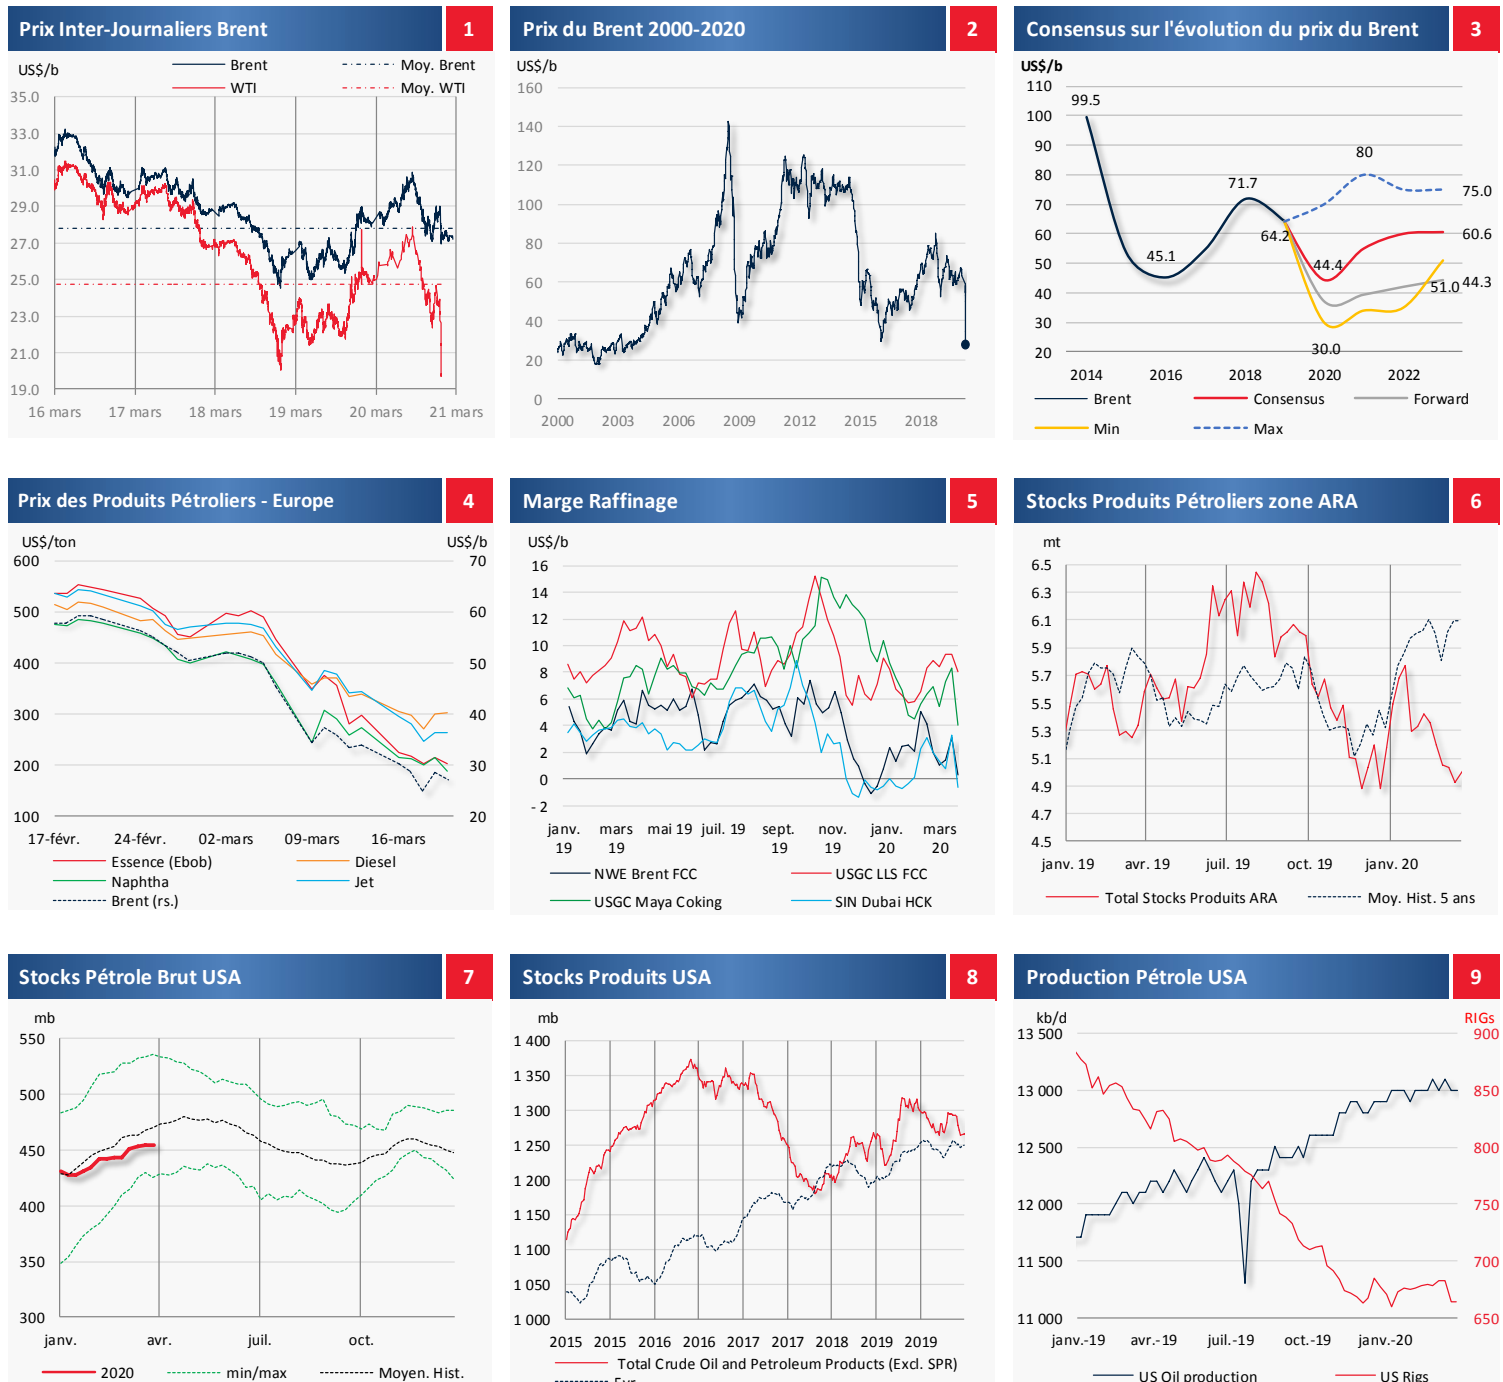 Prix Inter-Journaliers Brent 1
US$/b
Brent Moy. Brent
WTI Moy. WTI
35.0
33.0
31.0
29.0
27.0
25.0
23.0
21.0
19.0
16 mars 17 mars 18 mars 19 mars 20 mars 21 mars
Prix du Brent 2000-2020 2
US$/b
160
140
120
100
80
60
40
20
0
2000 2003 2006 2009 2012 2015 2018
Consensus sur l'évolution du prix du Brent 3
US$/b
110
100
90
80
70
60
50
40
30
20
99.5
45.1
71.7
64.2
80
44.4
30.0
75.0
60.6
51.0
44.3
2014 2016 2018 2020 2022
Brent Consensus Forward
Min Max
Prix des Produits Pétroliers - Europe 4
US$/ton US$/b
600 70
500 60
400 50
300 40
200 30
100 20
17-févr. 24-févr. 02-mars 09-mars 16-mars
Essence (Ebob) Diesel
Naphtha Jet
Brent (rs.)
Marge Raffinage 5
US$/b
16
14
12
10
8
6
4
2
0
- 2
janv. mars mai 19 juil. 19 sept. nov. janv. mars
19 19 19 19 20 20
NWE Brent FCC USGC LLS FCC
USGC Maya Coking SIN Dubai HCK
Stocks Produits Pétroliers zone ARA 6
mt
6.5
6.3
6.1
5.9
5.7
5.5
5.3
5.1
4.9
4.7
4.5
janv. 19 avr. 19 juil. 19 oct. 19 janv. 20
Total Stocks Produits ARA Moy. Hist. 5 ans
Stocks Pétrole Brut USA 7
mb
550
500
450
400
350
300
janv. avr. juil. oct.
2020 min/max Moyen. Hist.
Stocks Produits USA 8
mb
1 400
1 350
1 300
1 250
1 200
1 150
1 100
1 050
1 000
2015 2015 2016 2016 2017 2017 2018 2019 2019
Total Crude Oil and Petroleum Products (Excl. SPR)
Production Pétrole USA 9
kb/d RIGs
13 500 900
13 000 850
12 500 800
12 000 750
11 500 700
11 000 650
janv.-19 avr.-19 juil.-19 oct.-19 janv.-20
US Oil production US Rigs